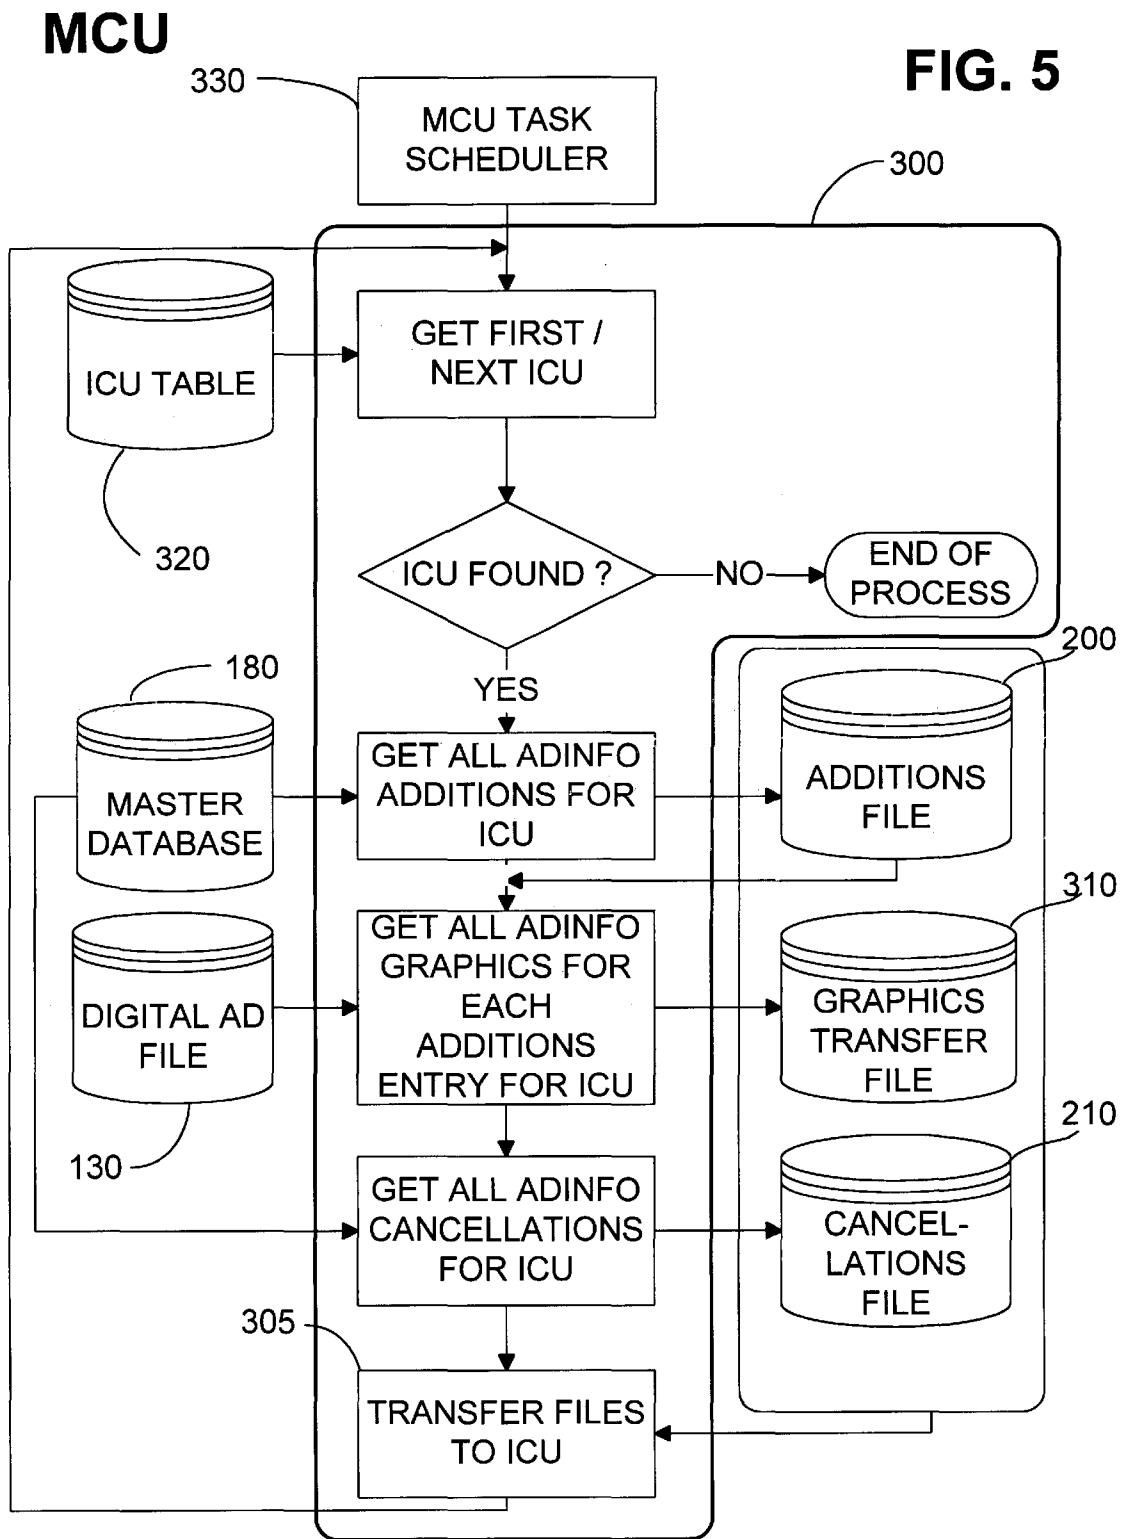 MCU
FIG. 5
330
MCU TASK
SCHEDULER
300
GET FIRST /
NEXT ICU
ICU TABLE
320
ICU FOUND ?
NO
END OF
PROCESS
YES
180
MASTER
DATABASE
GET ALL ADINFO
ADDITIONS FOR
ICU
200
ADDITIONS
FILE
DIGITAL AD
FILE
130
GET ALL ADINFO
GRAPHICS FOR
EACH
ADDITIONS
ENTRY FOR ICU
310
GRAPHICS
TRANSFER
FILE
GET ALL ADINFO
CANCELLATIONS
FOR ICU
210
CANCEL-
LATIONS
FILE
305
TRANSFER FILES
TO ICU